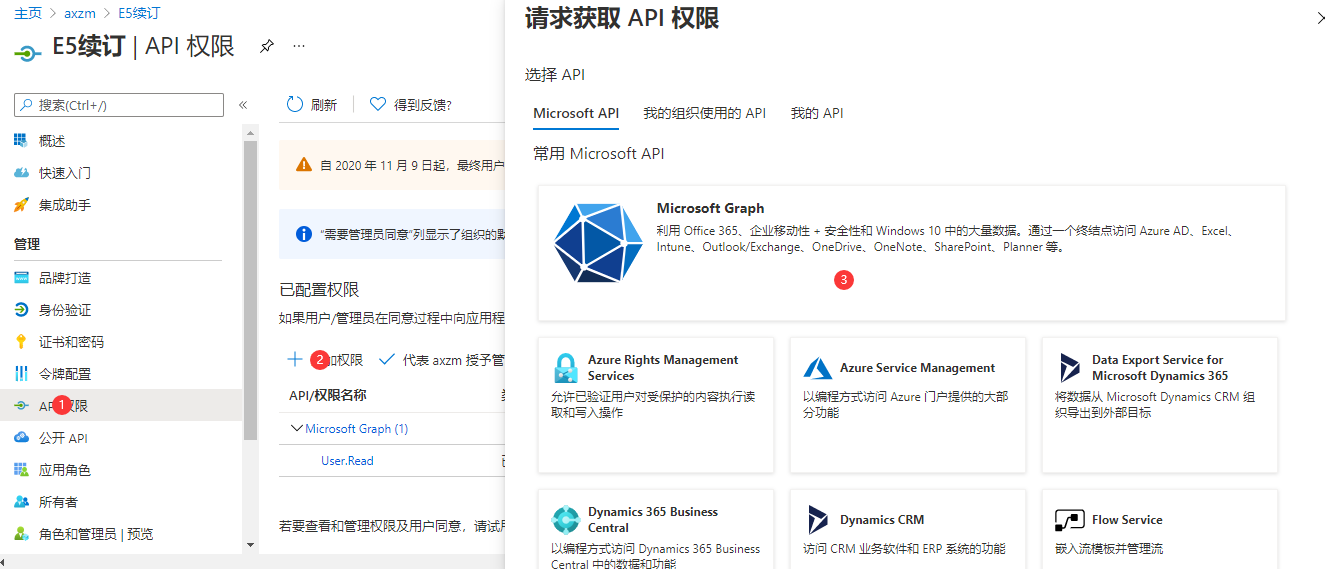 主页 > axzm > E5续订
E5续订 | API 权限
搜索(Ctrl+/)
概述
快速入门
集成助手
管理
品牌打造
身份验证
证书和密码
令牌配置
1
公开 API
应用角色
所有者
角色和管理员 | 预览
刷新
得到反馈?
自 2020 年 11 月 9 日起，最终用户
"需要管理员同意"列显示了组织的默
已配置权限
如果用户/管理员在同意过程中向应用程
2 加权限 代表 axzm 授予管
API/权限名称
Microsoft Graph (1)
User.Read
若要查看和管理权限及用户同意，请试用
请求获取 API 权限
选择 API
Microsoft API 我的组织使用的 API 我的 API
常用 Microsoft API
Microsoft Graph
利用 Office 365、企业移动性 + 安全性和 Windows 10 中的大量数据。通过一个终结点访问 Azure AD、Excel、
Intune、Outlook/Exchange、OneDrive、OneNote、SharePoint、Planner 等。
3
Azure Rights Management
Services
允许已验证用户对受保护的内容执行读
取和写入操作
Azure Service Management
以编程方式访问 Azure 门户提供的大部
分功能
Data Export Service for
Microsoft Dynamics 365
将数据从 Microsoft Dynamics CRM 组
织导出到外部目标
Dynamics 365 Business
Central
以编程方式访问 Dynamics 365 Business
Central 中的数据和功能
Dynamics CRM
访问 CRM 业务软件和 ERP 系统的功能
Flow Service
嵌入流模板并管理流